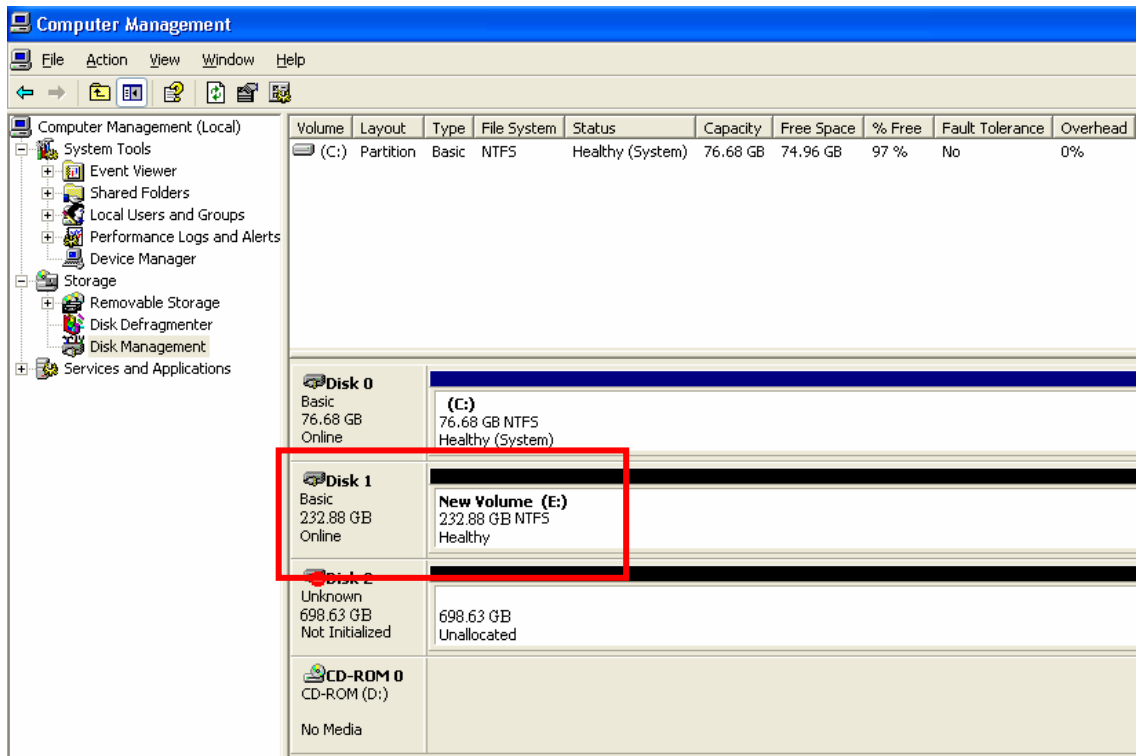 Computer Management
File Action View Window Help
Computer Management (Local)
System Tools
Event Viewer
Shared Folders
Local Users and Groups
Performance Logs and Alerts
Device Manager
Storage
Removable Storage
Disk Defragmenter
Disk Management
Services and Applications
Volume Layout Type File System Status Capacity Free Space % Free Fault Tolerance Overhead
(C:) Partition Basic NTFS Healthy (System) 76.68 GB 74.96 GB 97 % No 0%
Disk 0
Basic
76.68 GB
Online
(C:)
76.68 GB NTFS
Healthy (System)
Disk 1
Basic
232.88 GB
Online
New Volume (E:)
232.88 GB NTFS
Healthy
Disk 2
Unknown
698.63 GB
Not Initialized
698.63 GB
Unallocated
CD-ROM 0
CD-ROM (D:)
No Media